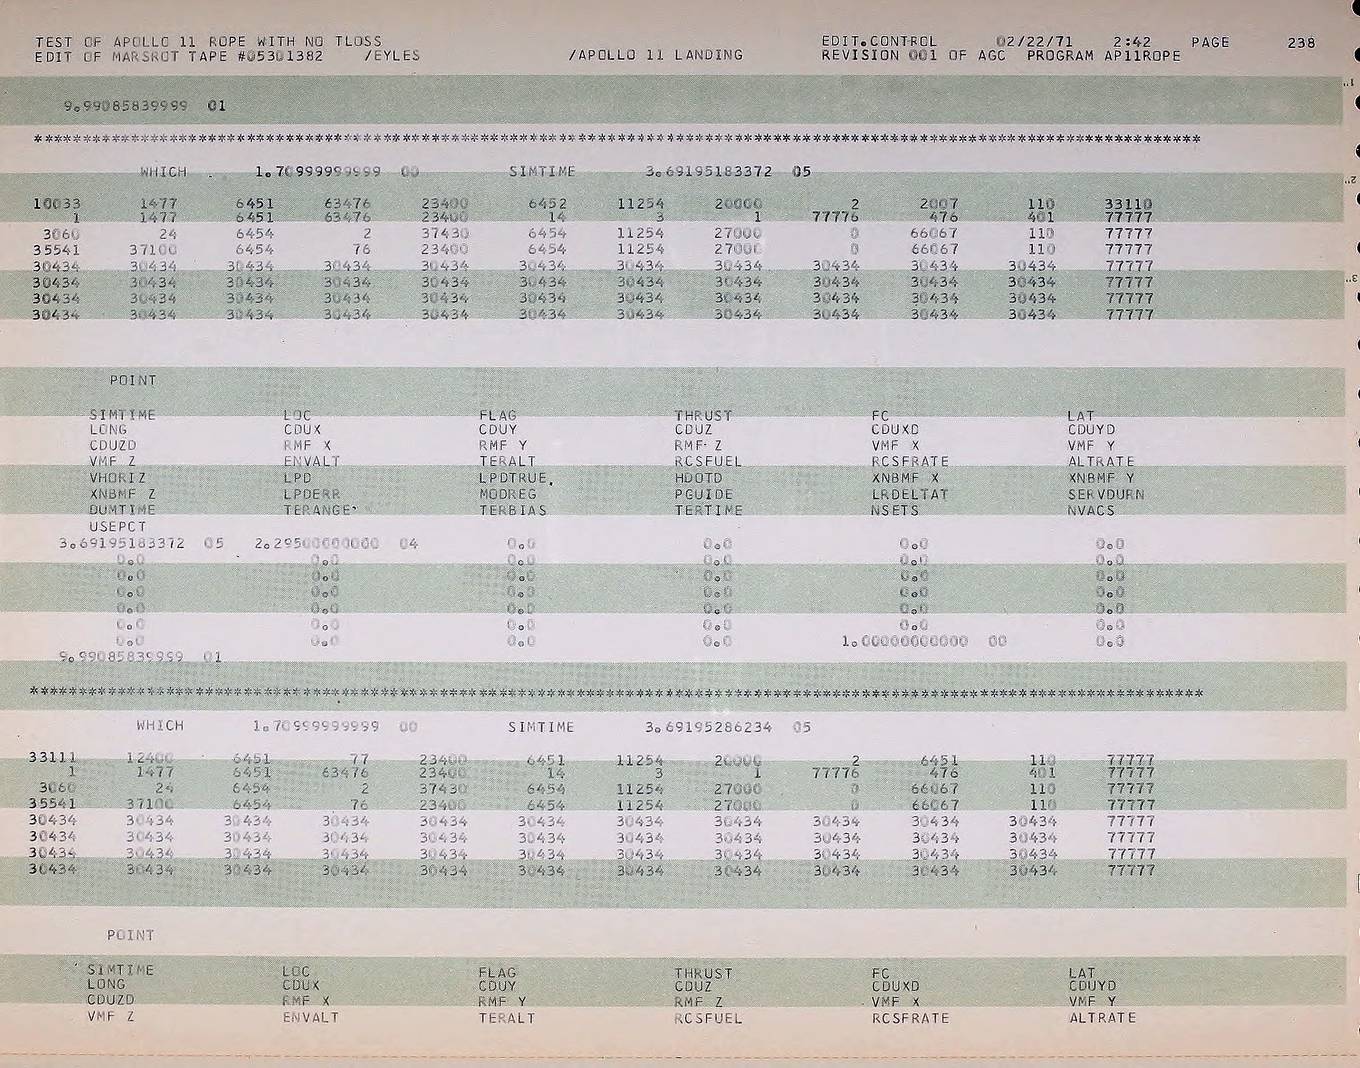 TEST OF APOLLO 11 ROPE WITH NO TLOSS EDIT.CONTROL 02/22/71 2:42 PAGE 238
EDIT OF MARSROT TAPE #05301382 /EYLES /APOLLO 11 LANDING REVISION 001 OF AGC PROGRAM AP11ROPE
9.99085839999 01
************************************************************************************************************************
WHICH 1.70999999999 00 SIMTIME 3.69195183372 05
10033 1477 6451 63476 23400 6452 11254 20000 2 2007 110 33110
1 1477 6451 63476 23400 14 3 1 77776 476 401 77777
3060 24 6454 2 37430 6454 11254 27000 0 66067 110 77777
35541 37100 6454 76 23400 6454 11254 27000 0 66067 110 77777
30434 30434 30434 30434 30434 30434 30434 30434 30434 30434 30434 77777
30434 30434 30434 30434 30434 30434 30434 30434 30434 30434 30434 77777
30434 30434 30434 30434 30434 30434 30434 30434 30434 30434 30434 77777
30434 30434 30434 30434 30434 30434 30434 30434 30434 30434 30434 77777
POINT
SIMTIME LOC FLAG THRUST FC LAT
LONG CDUX CDUY CDUZ CDUXD CDUYD
CDUZD RMF X RMF Y RMF Z VMF X VMF Y
VMF Z ENVALT TERALT RCSFUEL RCSFRATE ALTRATE
VHORIZ LPD LPDTRUE HDOTD XNBMF X XNBMF Y
XNBMF Z LPDERR MODREG PGUIDE LRDELTAT SERVDURN
DUMTIME TERANGE TERBIAS TERTIME NSETS NVACS
USEPCT
3.69195183372 05 2.29500000000 04 0.0 0.0 0.0 0.0
0.0 0.0 0.0 0.0 0.0 0.0
0.0 0.0 0.0 0.0 0.0 0.0
0.0 0.0 0.0 0.0 0.0 0.0
0.0 0.0 0.0 0.0 0.0 0.0
0.0 0.0 0.0 0.0 0.0 0.0
0.0 0.0 0.0 0.0 1.00000000000 00 0.0
9.99085839999 01
************************************************************************************************************************
WHICH 1.70999999999 00 SIMTIME 3.69195286234 05
33111 12400 6451 77 23400 6451 11254 20000 2 6451 110 77777
1 1477 6451 63476 23400 14 3 1 77776 476 401 77777
3060 24 6454 2 37430 6454 11254 27000 0 66067 110 77777
35541 37100 6454 76 23400 6454 11254 27000 0 66067 110 77777
30434 30434 30434 30434 30434 30434 30434 30434 30434 30434 30434 77777
30434 30434 30434 30434 30434 30434 30434 30434 30434 30434 30434 77777
30434 30434 30434 30434 30434 30434 30434 30434 30434 30434 30434 77777
30434 30434 30434 30434 30434 30434 30434 30434 30434 30434 30434 77777
POINT
SIMTIME LOC FLAG THRUST FC LAT
LONG CDUX CDUY CDUZ CDUXD CDUYD
CDUZD RMF X RMF Y RMF Z VMF X VMF Y
VMF Z ENVALT TERALT RCSFUEL RCSFRATE ALTRATE